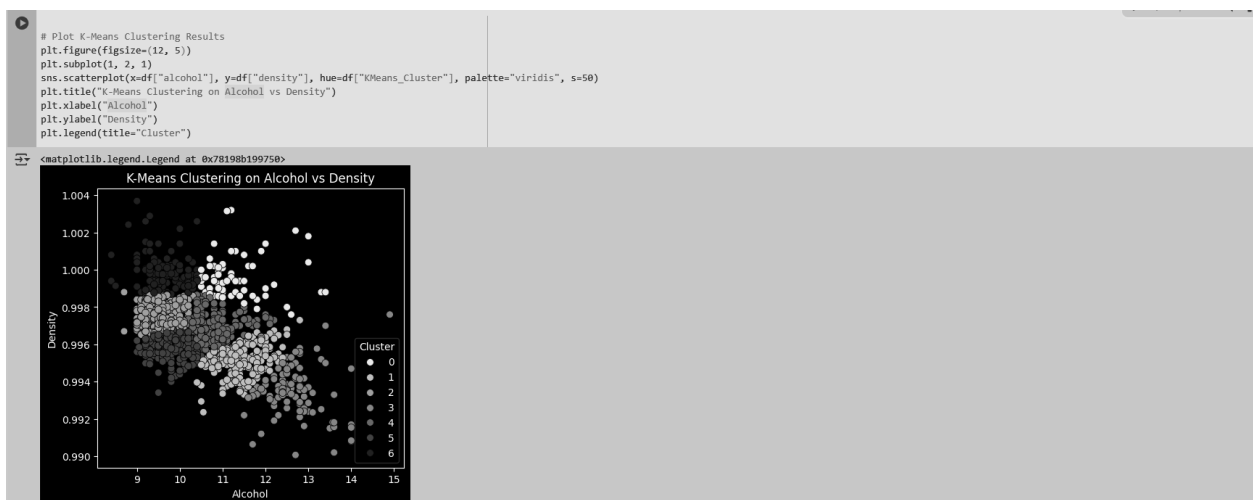 # Plot K-Means Clustering Results
plt.figure(figsize=(12, 5))
plt.subplot(1, 2, 1)
sns.scatterplot(x=df["alcohol"], y=df["density"], hue=df["KMeans_Cluster"], palette="viridis", s=50)
plt.title("K-Means Clustering on Alcohol vs Density")
plt.xlabel("Alcohol")
plt.ylabel("Density")
plt.legend(title="Cluster")
<matplotlib.legend.Legend at 0x78198b199750>
K-Means Clustering on Alcohol vs Density
1.004
1.002
1.000
0.998
0.996
0.994
0.992
0.990
Density
Cluster
0
1
2
3
4
5
6
9 10 11 12 13 14 15
Alcohol